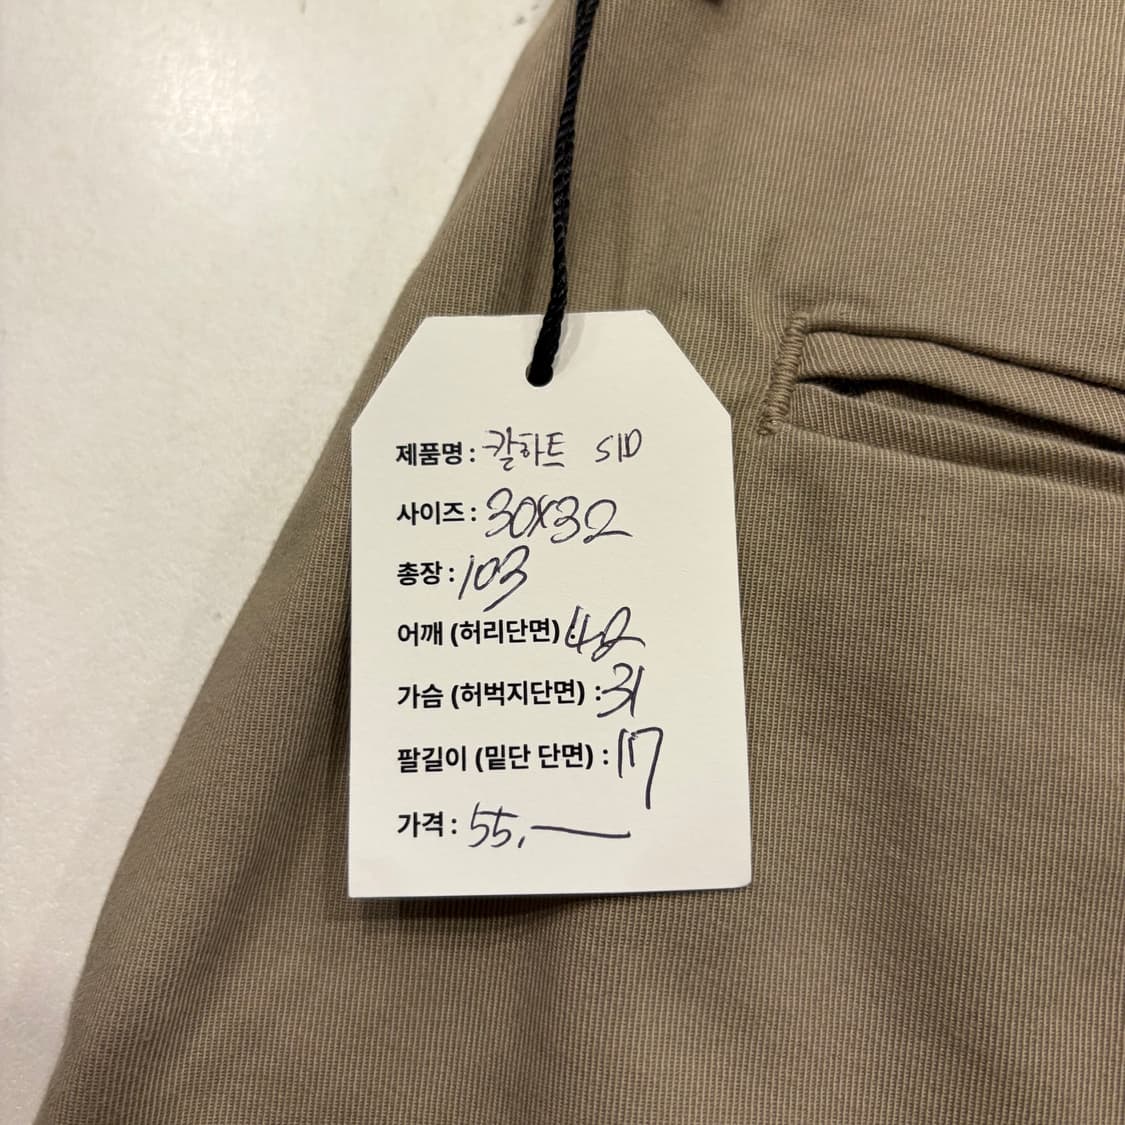 제품명 : 칼하트 SID
사이즈 : 30x32
총장 : 103
어깨 (허리단면) : 42
가슴 (허벅지단면) : 31
팔길이 (밑단 단면) : 17
가격 : 55,—